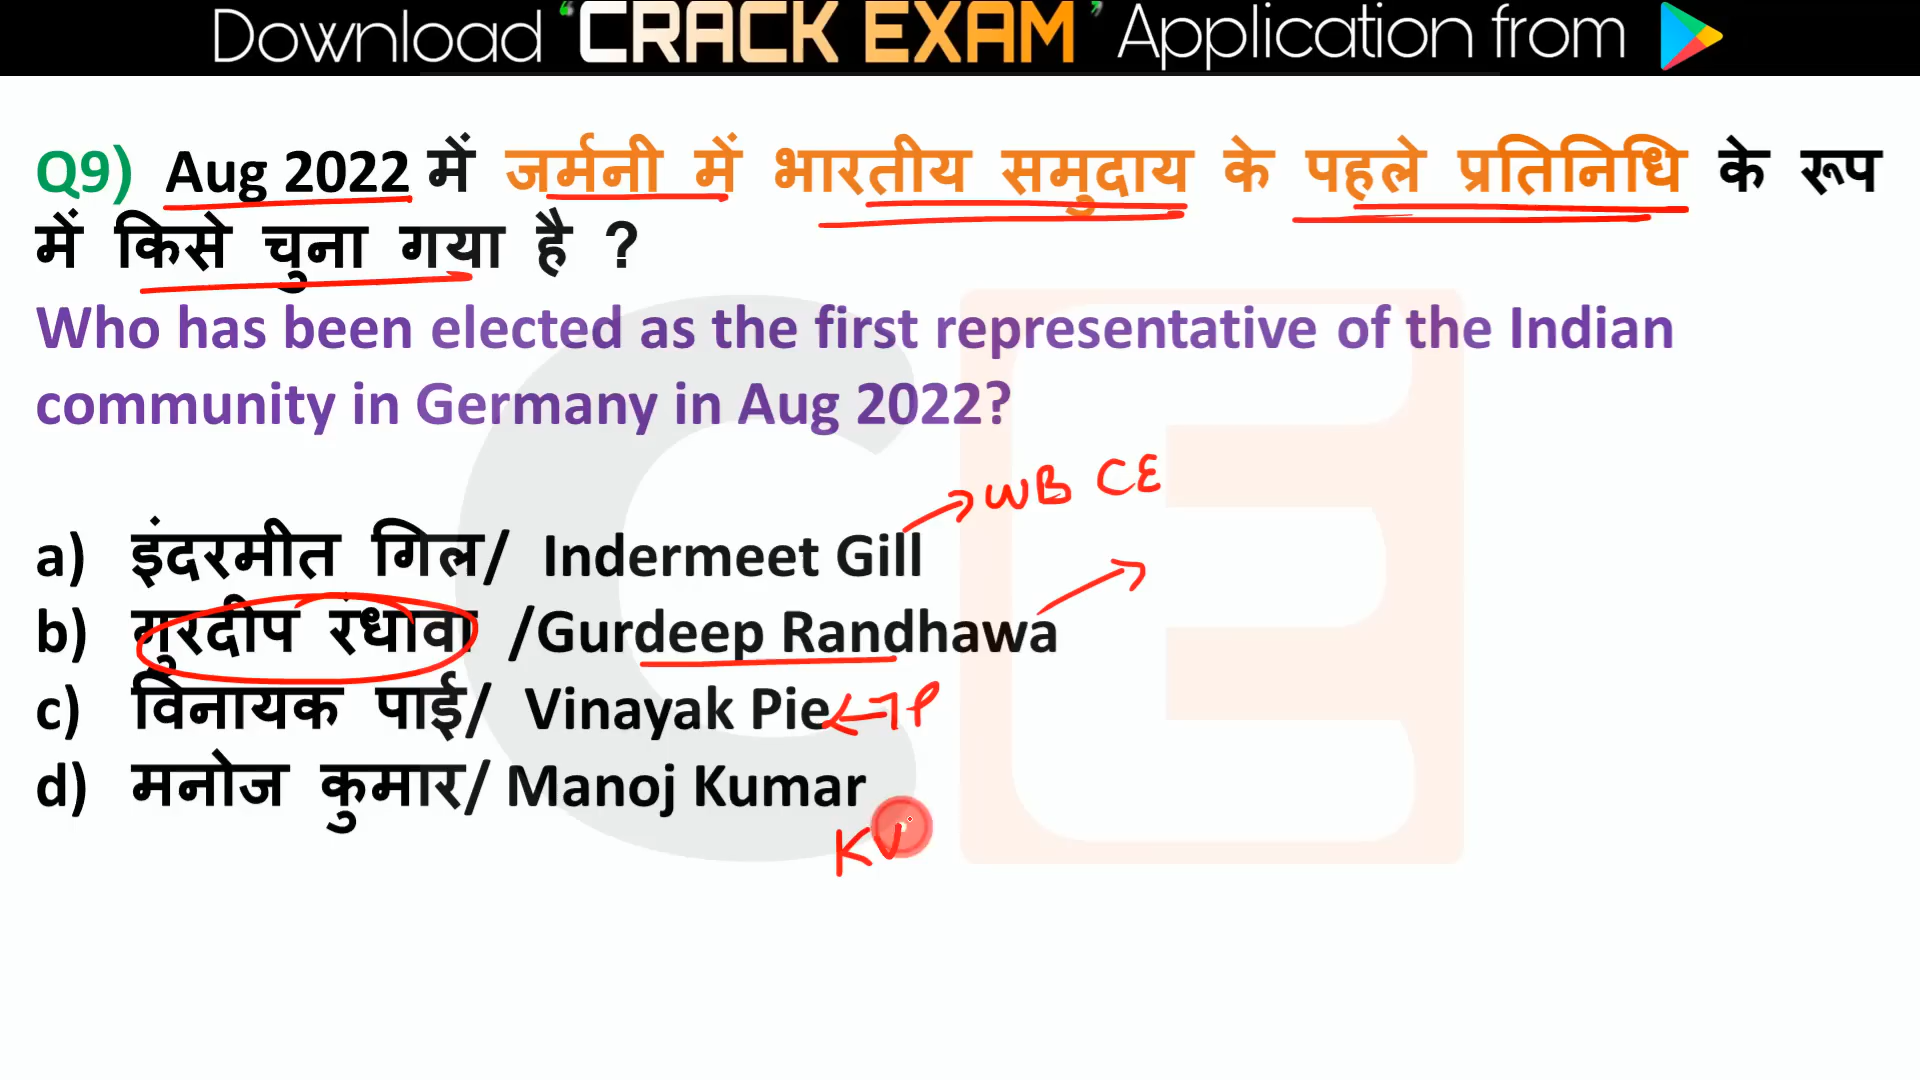 Download 'CRACK EXAM' Application from
Q9) Aug 2022 में जर्मनी में भारतीय समुदाय के पहले प्रतिनिधि के रूप
में किसे चुना गया है ?
Who has been elected as the first representative of the Indian
community in Germany in Aug 2022?
WB CE
a) इंदरमीत गिल/ Indermeet Gill
b) गुरदीप रंधावा /Gurdeep Randhawa
c) विनायक पाई/ Vinayak Pie
d) मनोज कुमार/ Manoj Kumar
CE